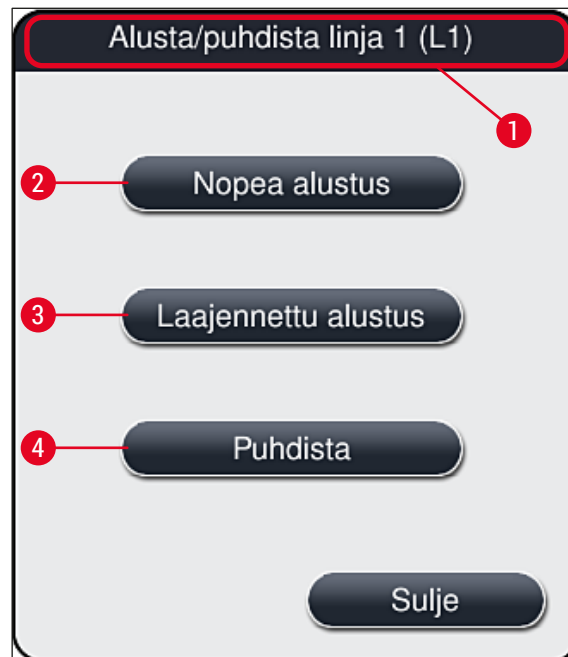 Alusta/puhdista linja 1 (L1)
1
2 Nopea alustus
3 Laajennettu alustus
4 Puhdista
Sulje